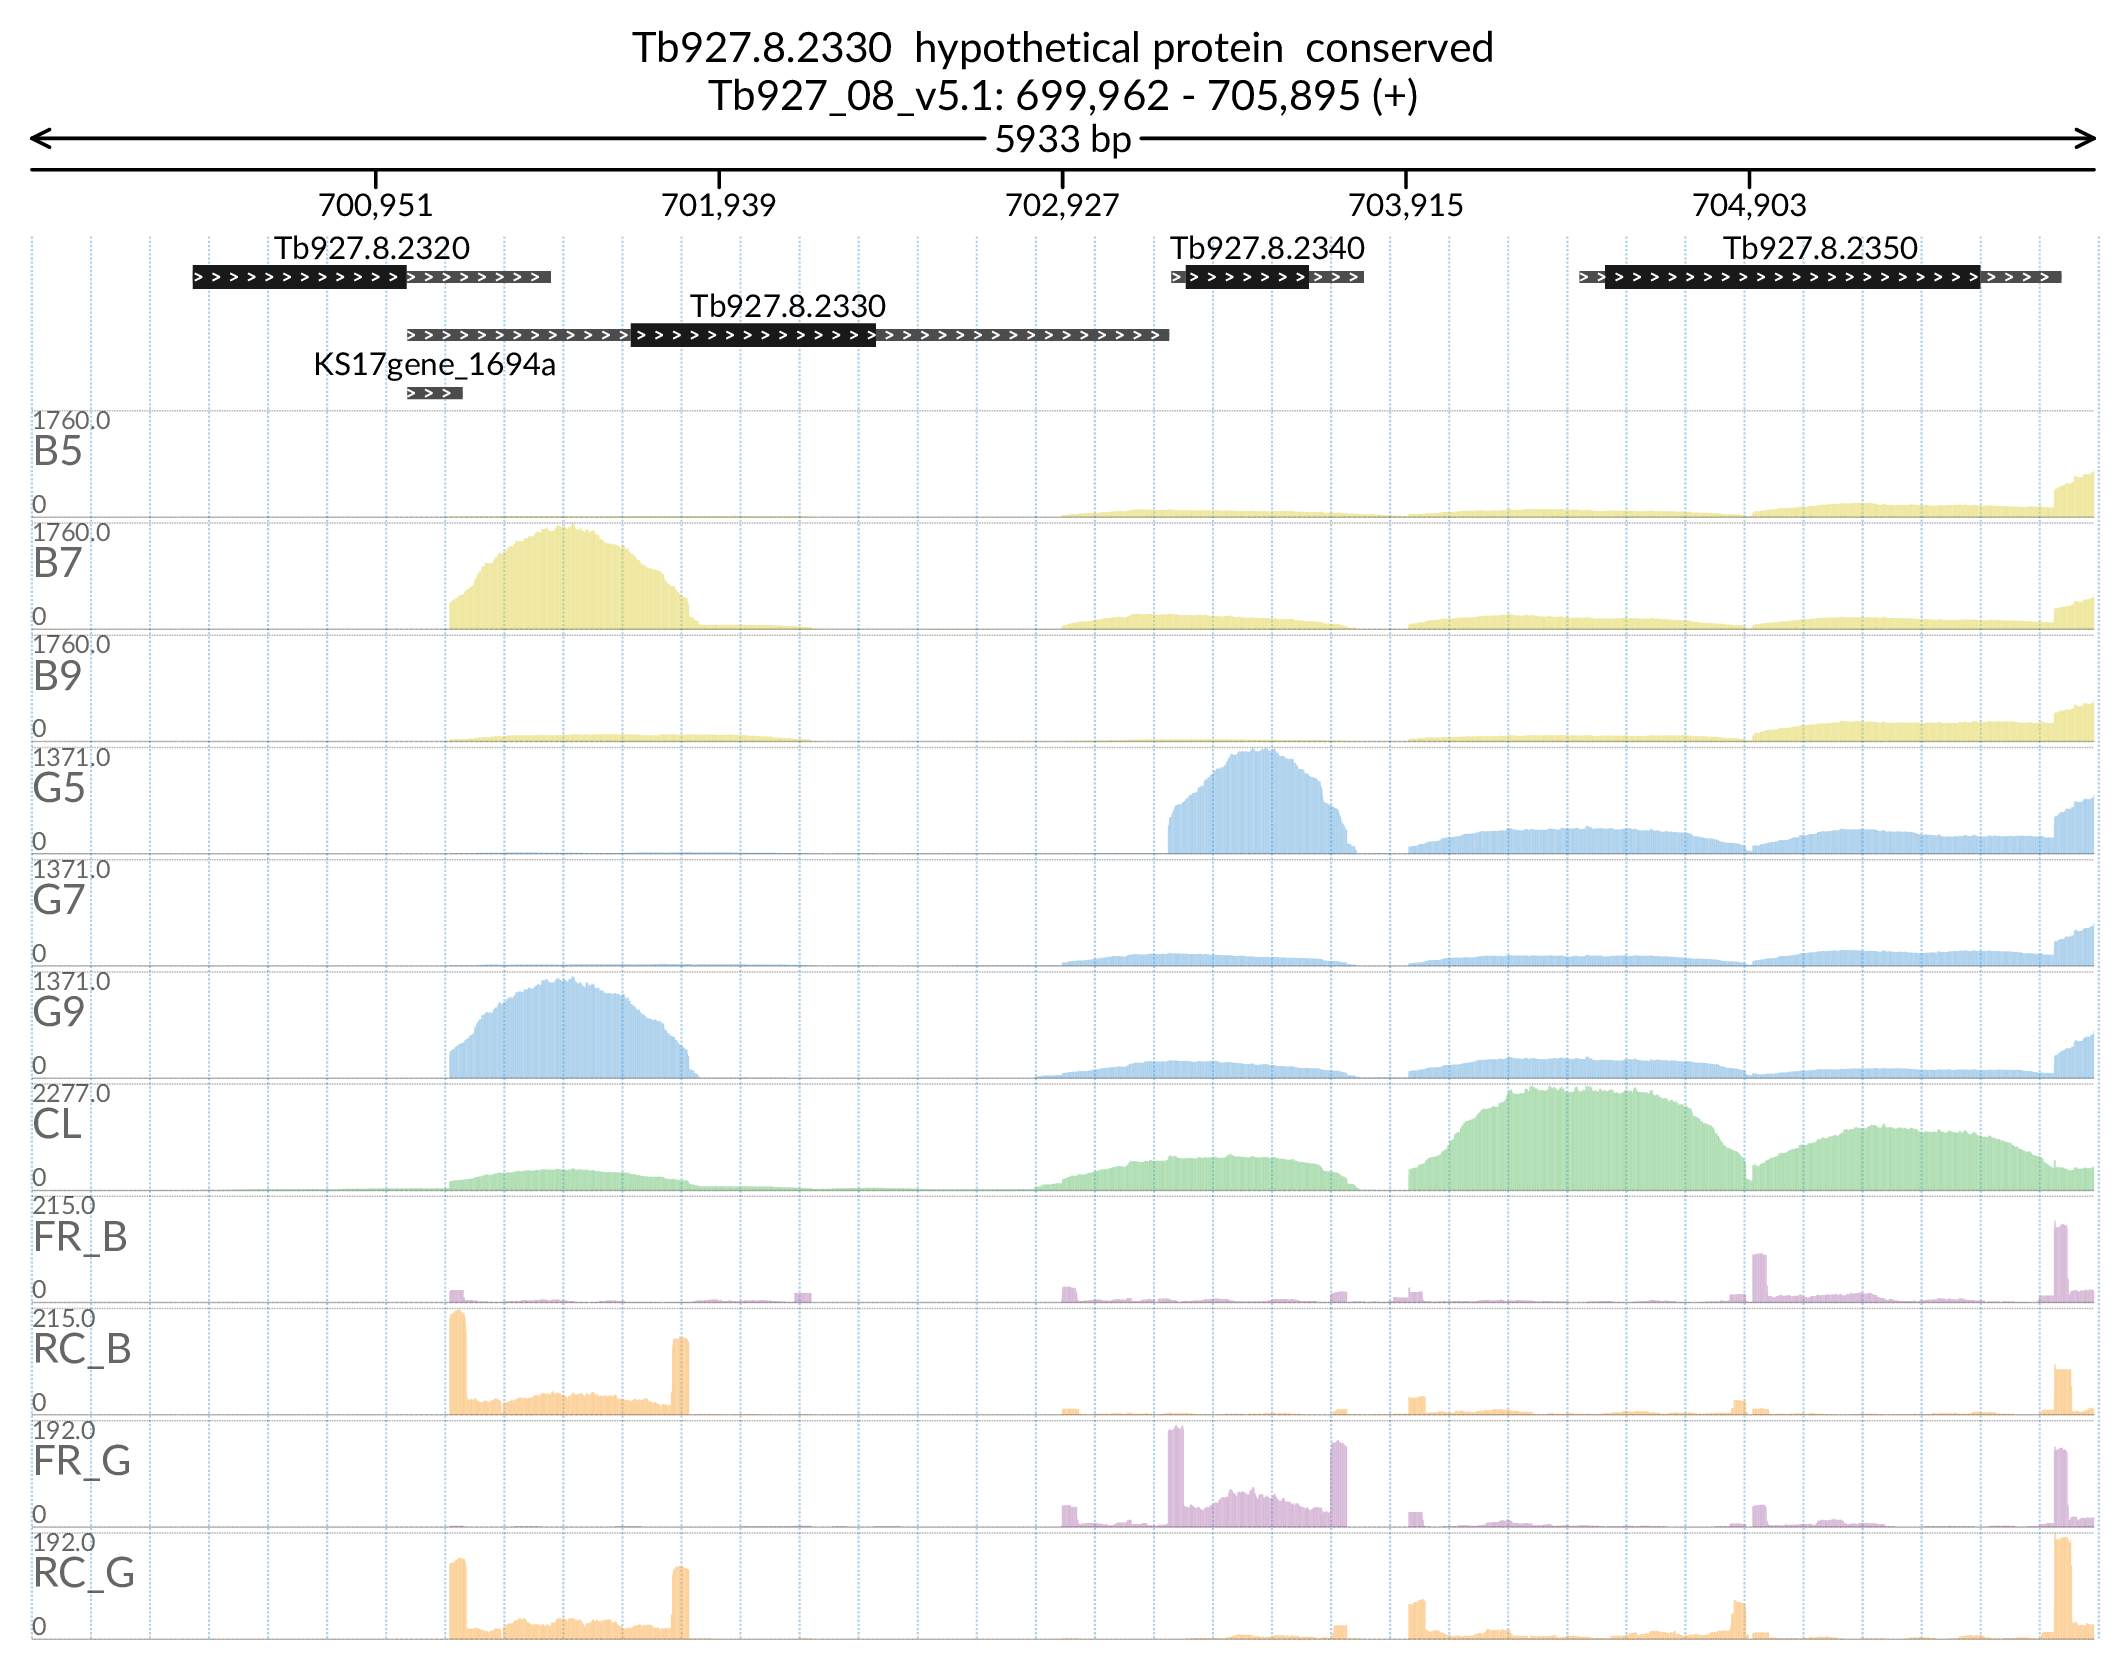 Tb927.8.2330  hypothetical protein  conserved
Tb927_08_v5.1: 699,962 - 705,895 (+)
5933 bp
700,951 701,939 702,927 703,915 704,903
Tb927.8.2320 Tb927.8.2340 Tb927.8.2350
Tb927.8.2330
KS17gene_1694a
1760.0
B5
0
1760.0
B7
0
1760.0
B9
0
1371.0
G5
0
1371.0
G7
0
1371.0
G9
0
2277.0
CL
0
215.0
FR_B
0
215.0
RC_B
0
192.0
FR_G
0
192.0
RC_G
0